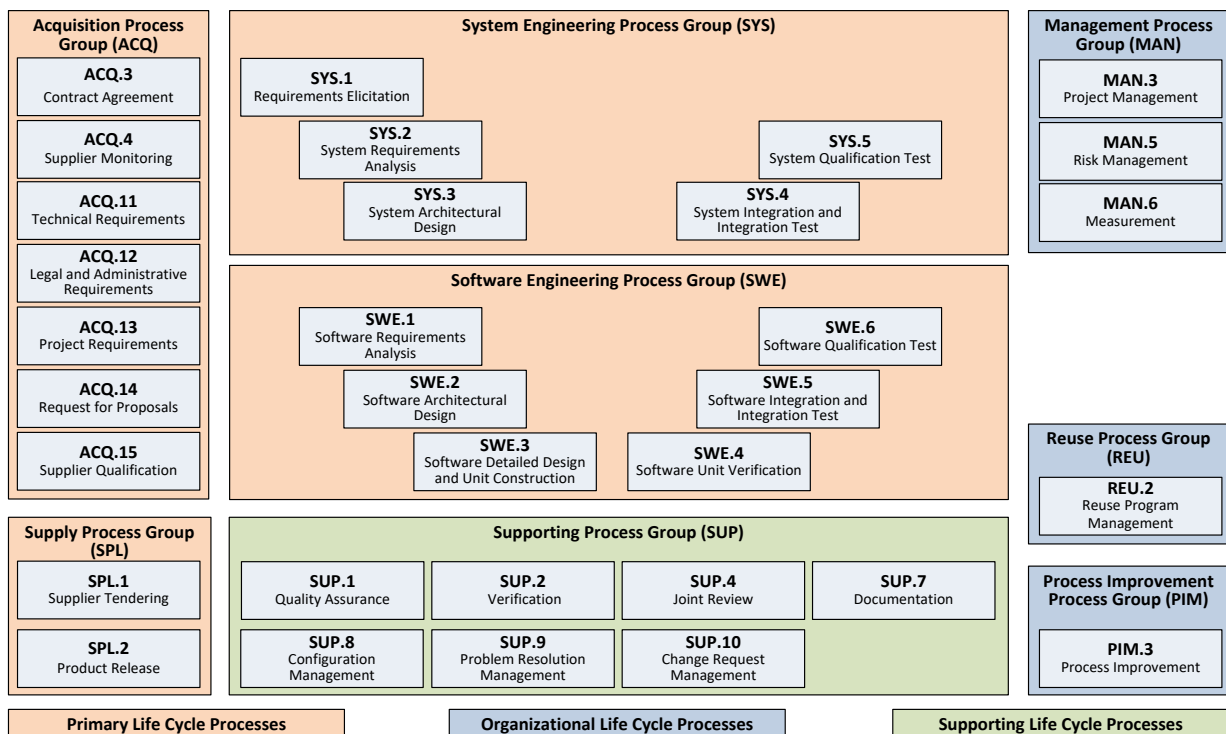 Acquisition Process
Group (ACQ)
ACQ.3
Contract Agreement
ACQ.4
Supplier Monitoring
ACQ.11
Technical Requirements
ACQ.12
Legal and Administrative
Requirements
ACQ.13
Project Requirements
ACQ.14
Request for Proposals
ACQ.15
Supplier Qualification
System Engineering Process Group (SYS)
SYS.1
Requirements Elicitation
SYS.2
System Requirements
Analysis
SYS.3
System Architectural
Design
SYS.5
System Qualification Test
SYS.4
System Integration and
Integration Test
Management Process
Group (MAN)
MAN.3
Project Management
MAN.5
Risk Management
MAN.6
Measurement
Software Engineering Process Group (SWE)
SWE.1
Software Requirements
Analysis
SWE.2
Software Architectural
Design
SWE.3
Software Detailed Design
and Unit Construction
SWE.6
Software Qualification Test
SWE.5
Software Integration and
Integration Test
SWE.4
Software Unit Verification
Reuse Process Group
(REU)
REU.2
Reuse Program
Management
Supply Process Group
(SPL)
SPL.1
Supplier Tendering
SPL.2
Product Release
Supporting Process Group (SUP)
SUP.1
Quality Assurance
SUP.2
Verification
SUP.4
Joint Review
SUP.7
Documentation
SUP.8
Configuration
Management
SUP.9
Problem Resolution
Management
SUP.10
Change Request
Management
Process Improvement
Process Group (PIM)
PIM.3
Process Improvement
Primary Life Cycle Processes
Organizational Life Cycle Processes
Supporting Life Cycle Processes